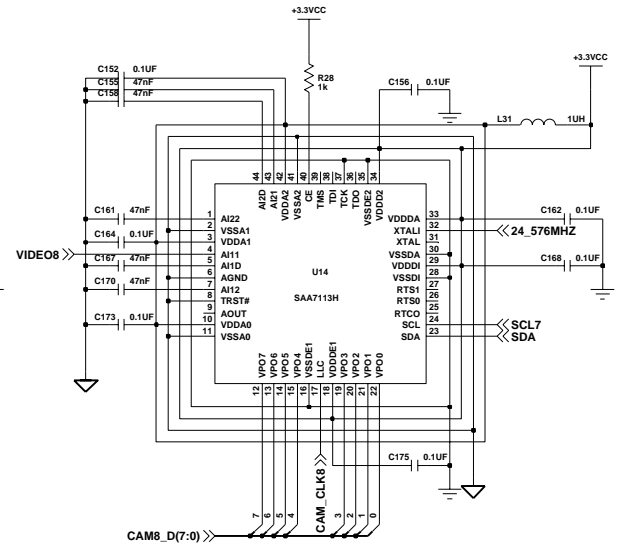 +3.3VCC
+3.3VCC
C152 0.1UF
C155 47nF
C158 47nF
R28
1k
C156 0.1UF
L31 1UH
44 43 42 41 40 39 38 37 36 35 34
AI2D AI21 VDDA2 VSSA2 CE TMS TDI TCK TDO VSSDE2 VDDD2
C161 47nF
C164 0.1UF
VIDEO8
C167 47nF
C170 47nF
C173 0.1UF
1 AI22
2 VSSA1
3 VDDA1
4 AI11
5 AI1D
6 AGND
7 AI12
8 TRST#
9 AOUT
10 VDDA0
11 VSSA0
U14
SAA7113H
VDDDA 33
XTALI 32
XTAL 31
VSSDA 30
VDDDI 29
VSSDI 28
RTS1 27
RTS0 26
RTCO 25
SCL 24
SDA 23
C162 0.1UF
24_576MHZ
C168 0.1UF
SCL7
SDA
VPO7 VPO6 VPO5 VPO4 VSSDE1 LLC VDDDE1 VPO3 VPO2 VPO1 VPO0
12 13 14 15 16 17 18 19 20 21 22
C175 0.1UF
CAM_CLK8
7 6 5 4 3 2 1 0
CAM8_D(7:0)